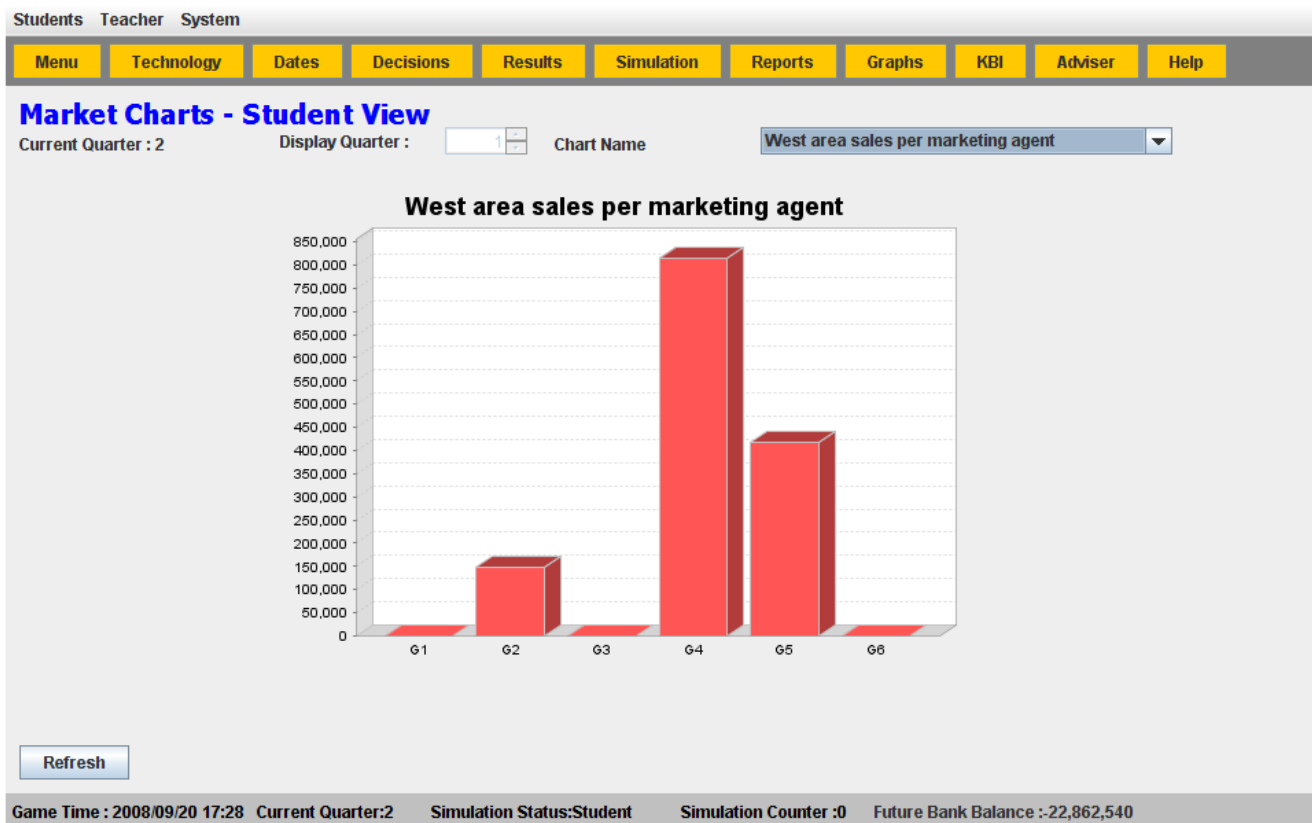 Students Teacher System
Menu Technology Dates Decisions Results Simulation Reports Graphs KBI Adviser Help
Market Charts - Student View
Current Quarter : 2 Display Quarter : 1 Chart Name West area sales per marketing agent
West area sales per marketing agent
850,000
800,000
750,000
700,000
650,000
600,000
550,000
500,000
450,000
400,000
350,000
300,000
250,000
200,000
150,000
100,000
50,000
0
G1 G2 G3 G4 G5 G6
Refresh
Game Time : 2008/09/20 17:28 Current Quarter:2 Simulation Status:Student Simulation Counter :0 Future Bank Balance :-22,862,540